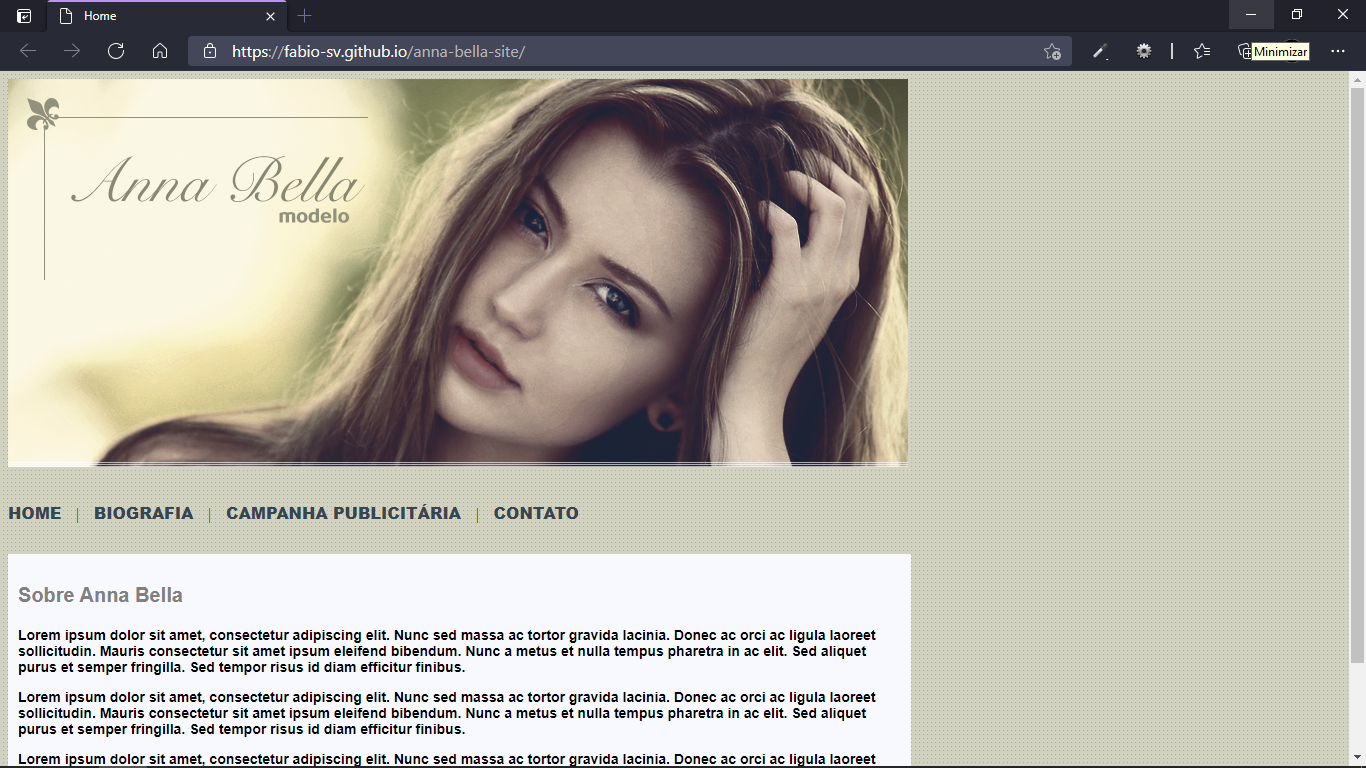 Home
https://fabio-sv.github.io/anna-bella-site/
Minimizar
Anna Bella
modelo
HOME | BIOGRAFIA | CAMPANHA PUBLICITÁRIA | CONTATO
Sobre Anna Bella
Lorem ipsum dolor sit amet, consectetur adipiscing elit. Nunc sed massa ac tortor gravida lacinia. Donec ac orci ac ligula laoreet
sollicitudin. Mauris consectetur sit amet ipsum eleifend bibendum. Nunc a metus et nulla tempus pharetra in ac elit. Sed aliquet
purus et semper fringilla. Sed tempor risus id diam efficitur finibus.
Lorem ipsum dolor sit amet, consectetur adipiscing elit. Nunc sed massa ac tortor gravida lacinia. Donec ac orci ac ligula laoreet
sollicitudin. Mauris consectetur sit amet ipsum eleifend bibendum. Nunc a metus et nulla tempus pharetra in ac elit. Sed aliquet
purus et semper fringilla. Sed tempor risus id diam efficitur finibus.
Lorem ipsum dolor sit amet, consectetur adipiscing elit. Nunc sed massa ac tortor gravida lacinia. Donec ac orci ac ligula laoreet